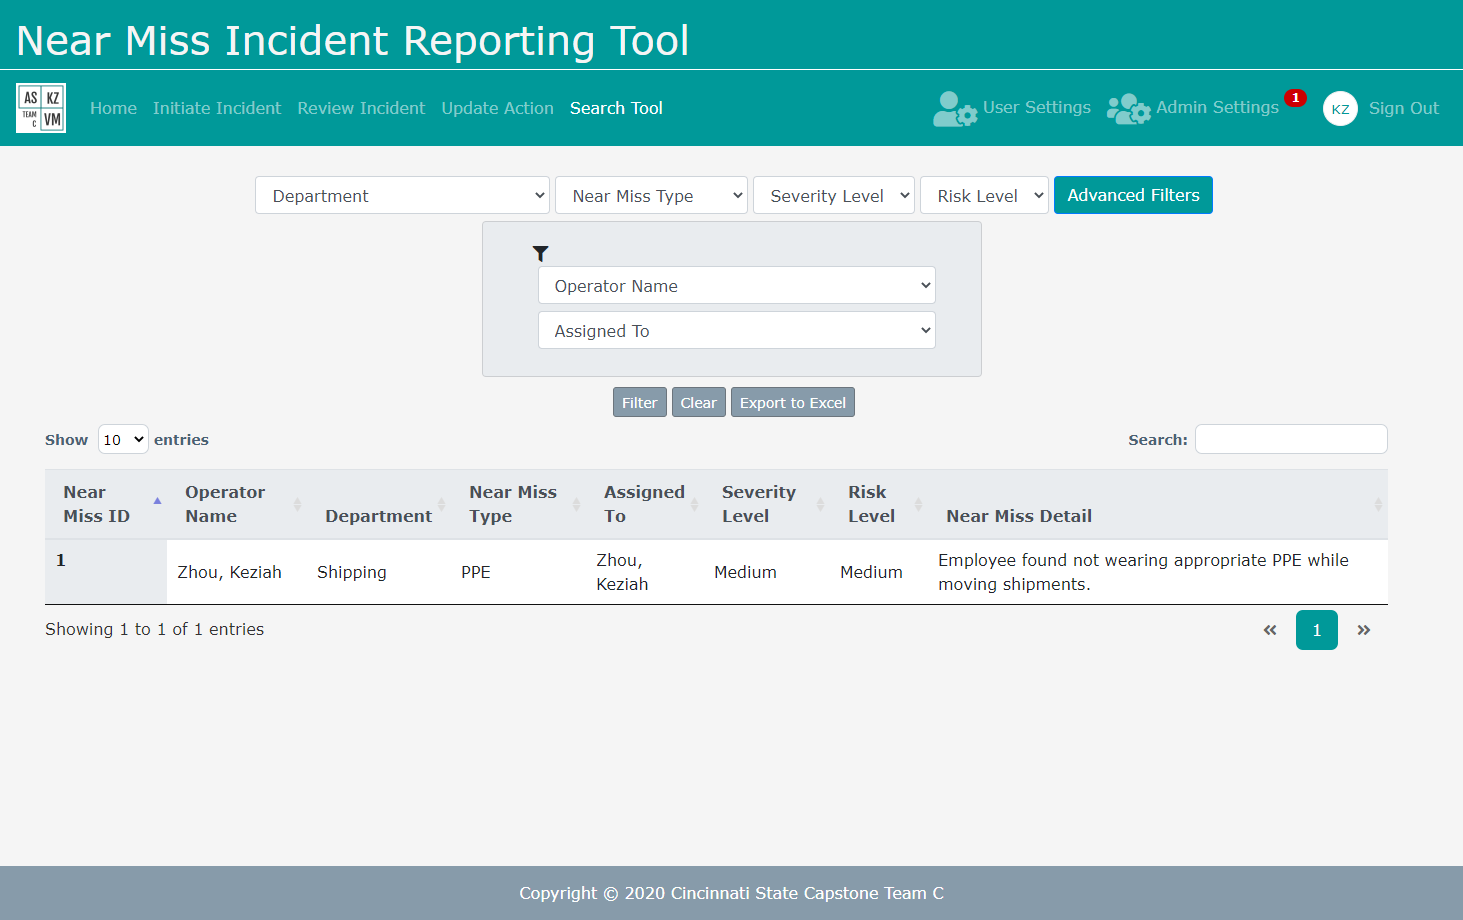 Near Miss Incident Reporting Tool
AS KZ
TEAM C VM
Home Initiate Incident Review Incident Update Action Search Tool User Settings Admin Settings 1 KZ Sign Out
Department Near Miss Type Severity Level Risk Level Advanced Filters
Operator Name
Assigned To
Filter Clear Export to Excel
Show 10 entries Search:
Near Miss ID Operator Name Department Near Miss Type Assigned To Severity Level Risk Level Near Miss Detail
1 Zhou, Keziah Shipping PPE Zhou, Keziah Medium Medium Employee found not wearing appropriate PPE while moving shipments.
Showing 1 to 1 of 1 entries « 1 »
Copyright © 2020 Cincinnati State Capstone Team C